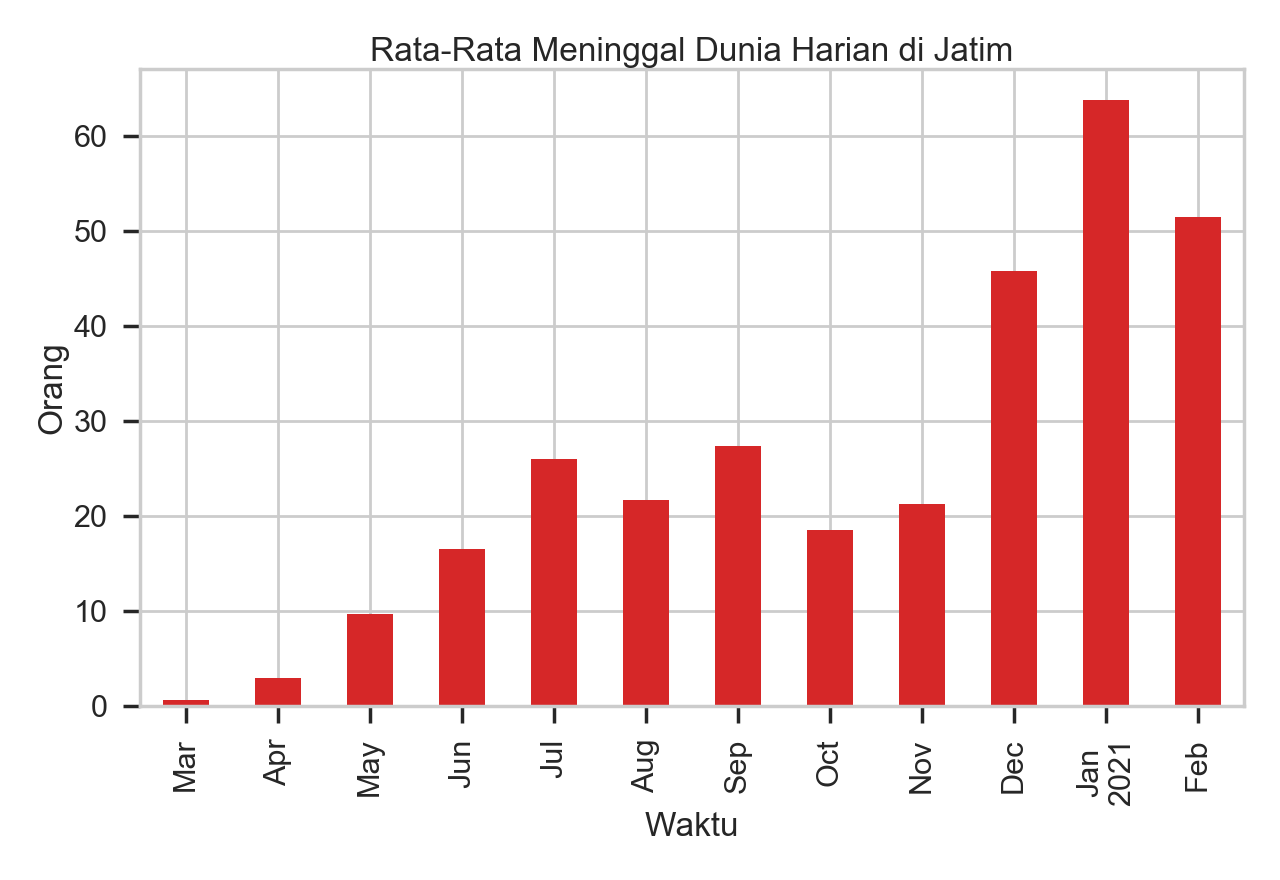 Rata-Rata Meninggal Dunia Harian di Jatim
60
50
40
30
20
10
0
Orang
Mar
Apr
May
Jun
Jul
Aug
Sep
Oct
Nov
Dec
Jan
2021
Feb
Waktu